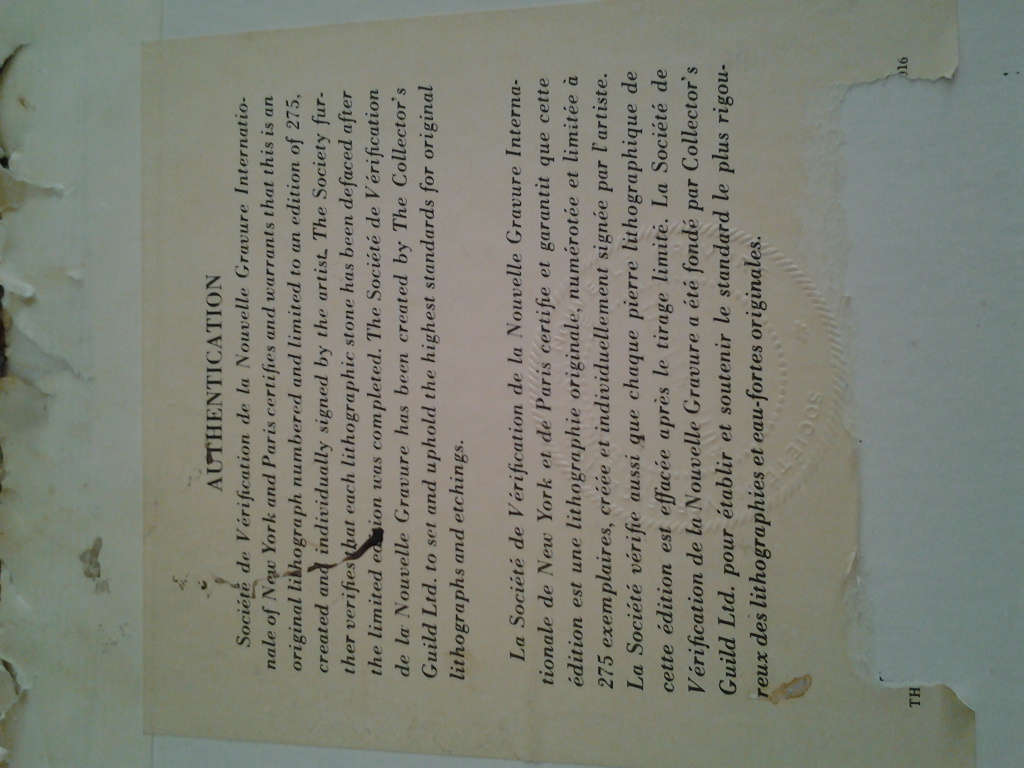 AUTHENTICATION
Société de Vérification de la Nouvelle Gravure Internatio-
nale of New York and Paris certifies and warrants that this is an
original lithograph numbered and limited to an edition of 275,
created and individually signed by the artist. The Society fur-
ther verifies that each lithographic stone has been defaced after
the limited edition was completed. The Société de Vérification
de la Nouvelle Gravure has been created by The Collector's
Guild Ltd. to set and uphold the highest standards for original
lithographs and etchings.
La Société de Vérification de la Nouvelle Gravure Interna-
tionale de New York et de Paris certifie et garantit que cette
édition est une lithographie originale, numérotée et limitée à
275 exemplaires, créée et individuellement signée par l'artiste.
La Société vérifie aussi que chaque pierre lithographique de
cette édition est effacée après le tirage limité. La Société de
Vérification de la Nouvelle Gravure a été fondé par Collector's
Guild Ltd. pour établir et soutenir le standard le plus rigou-
reux des lithographies et eau-fortes originales.
SOCIÉTÉ
TH 016